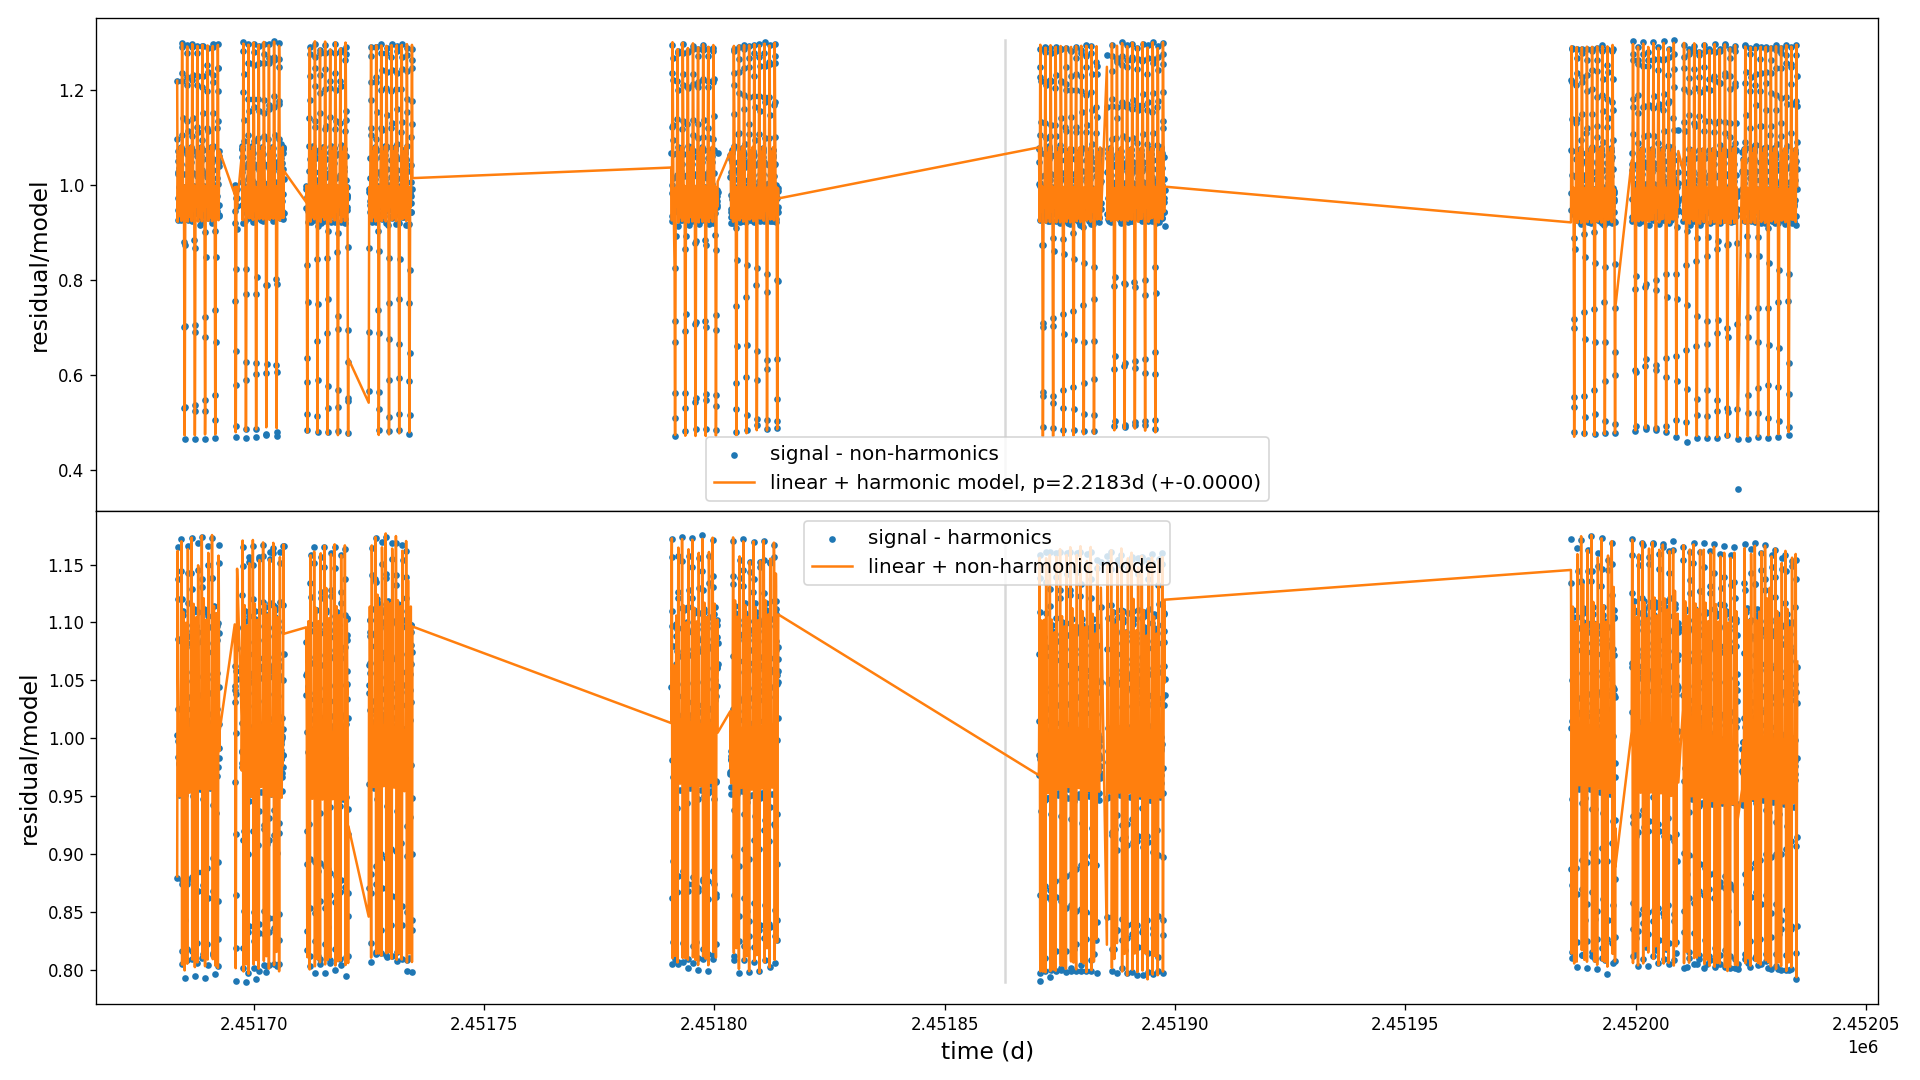 1.2
1.0
0.8
0.6
0.4
residual/model
signal - non-harmonics
linear + harmonic model, p=2.2183d (+-0.0000)
signal - harmonics
linear + non-harmonic model
1.15
1.10
1.05
1.00
0.95
0.90
0.85
0.80
residual/model
2.45170 2.45175 2.45180 2.45185 2.45190 2.45195 2.45200 2.45205
time (d)
1e6